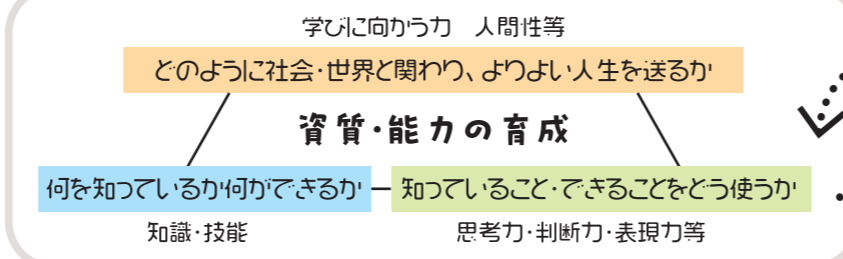 学びに向かう力　人間性等
どのように社会・世界と関わり、よりよい人生を送るか
資質・能力の育成
何を知っているか何ができるか
知っていること・できることをどう使うか
知識・技能
思考力・判断力・表現力等